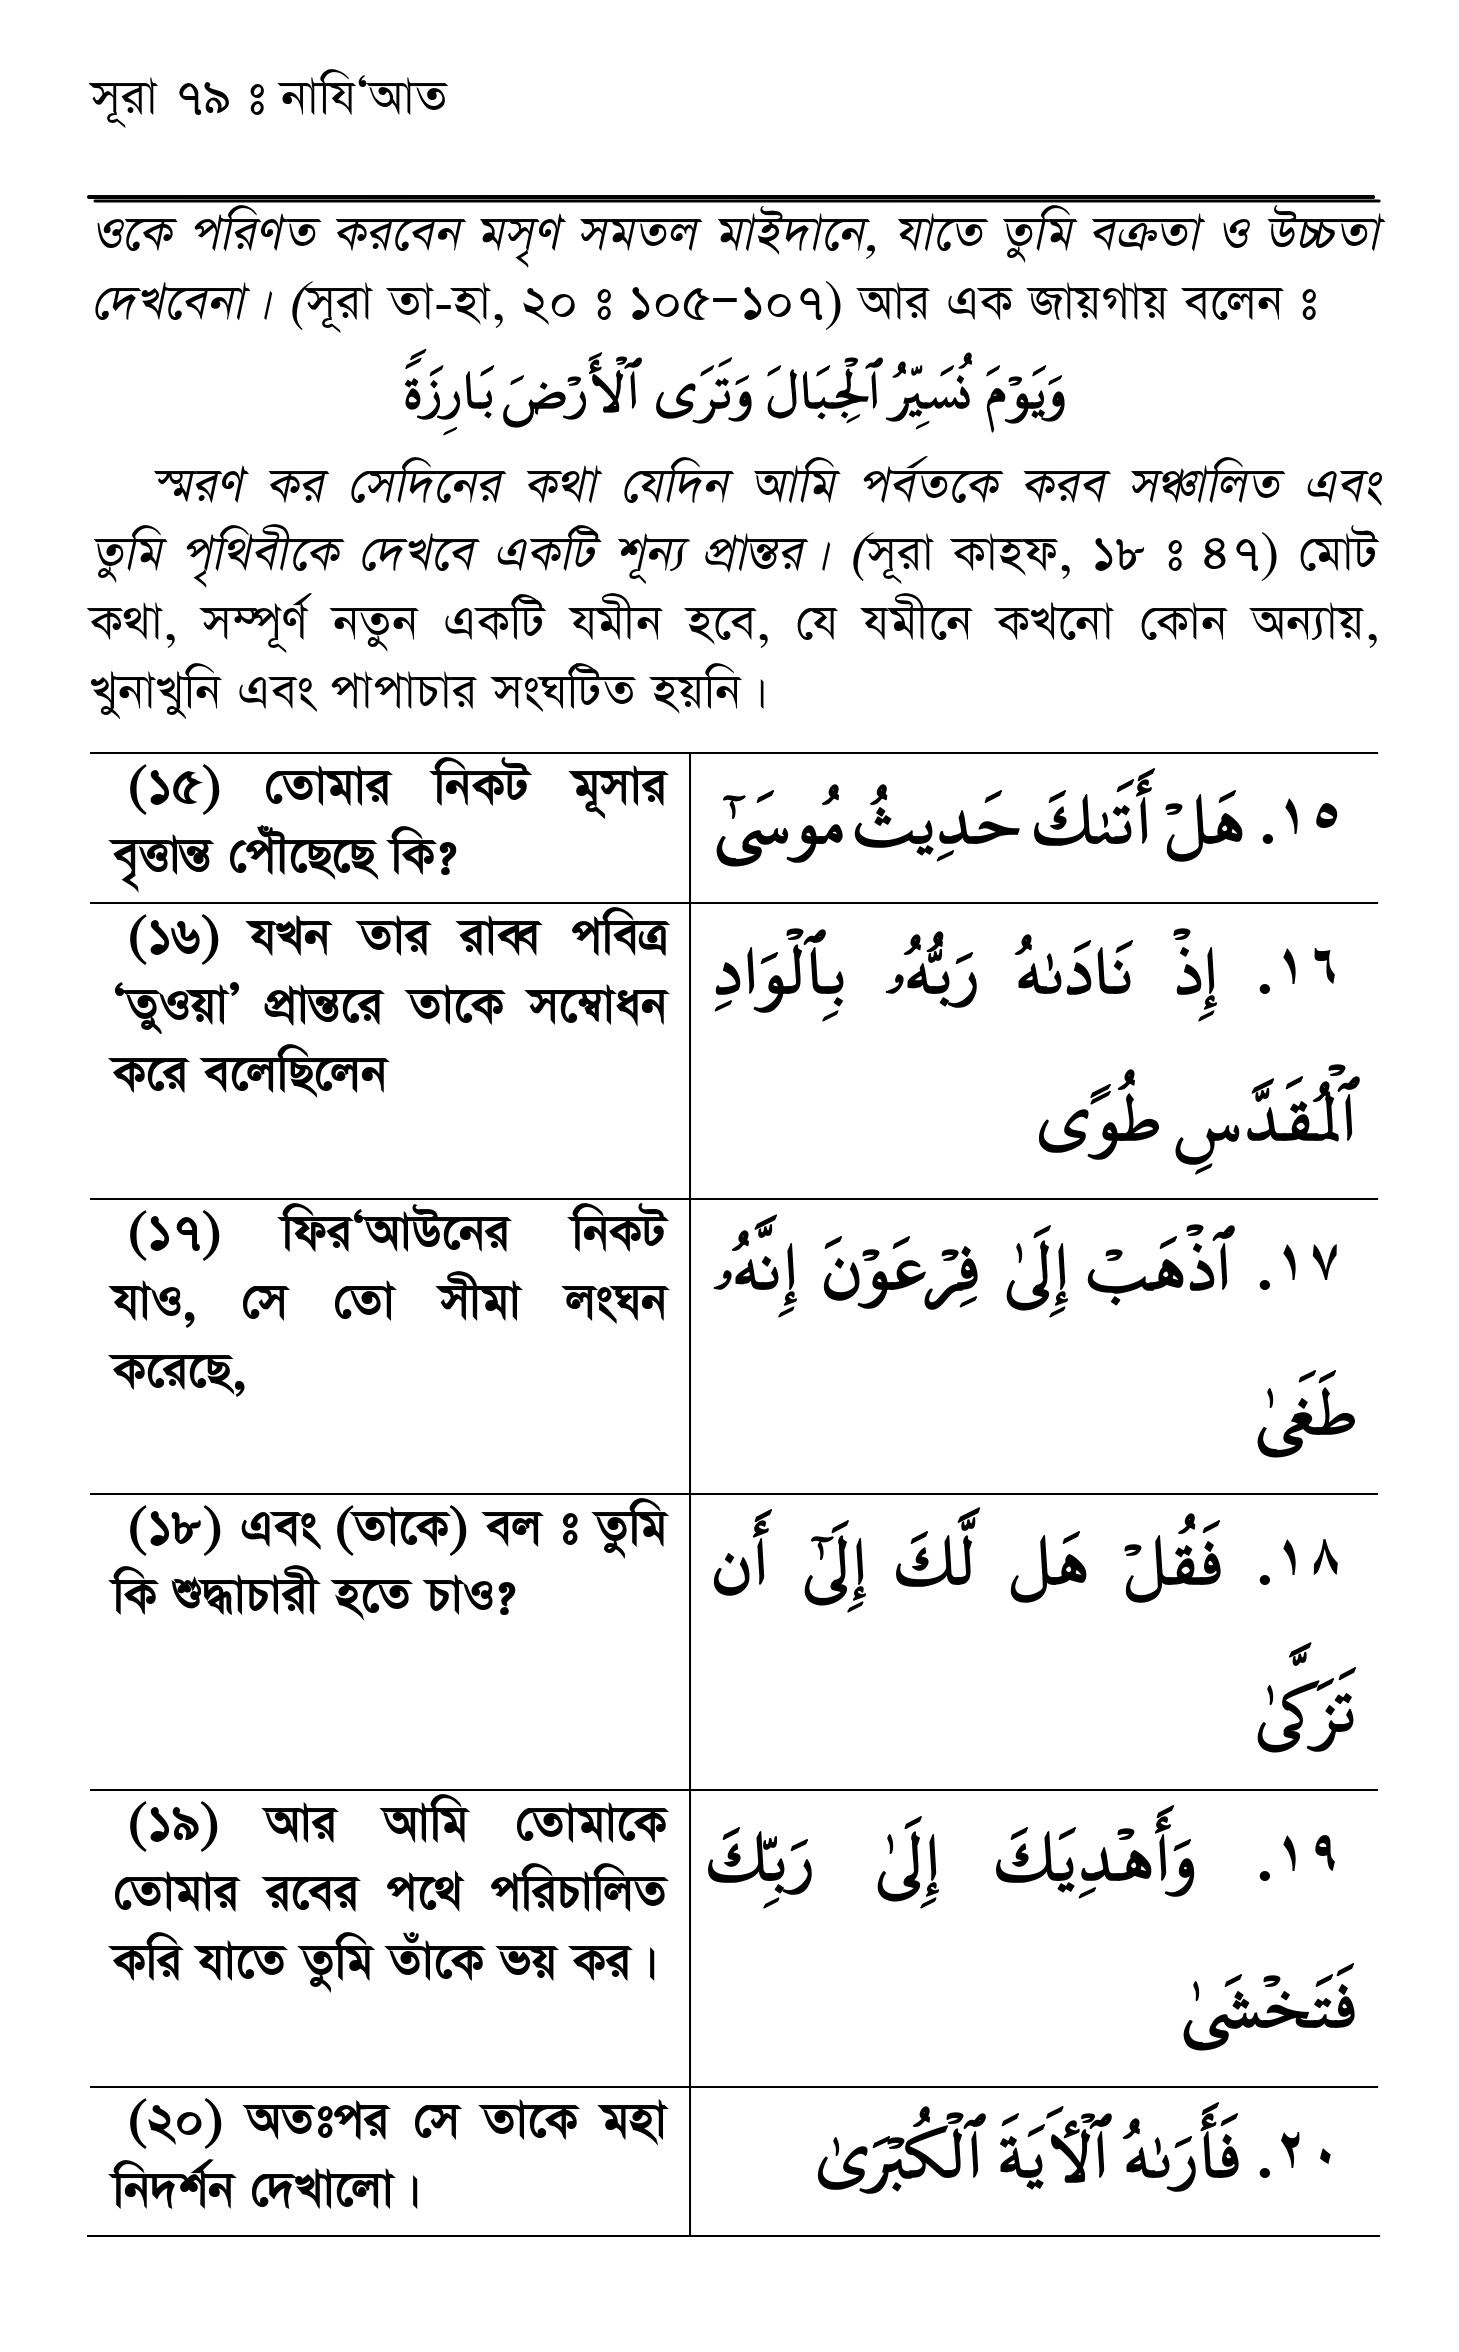 সূরা ৭৯ ঃ নাযি‘আত
ওকে পরিণত করবেন মসৃণ সমতল মাইদানে, যাতে তুমি বক্রতা ও উচ্চতা
দেখবেনা। (সূরা তা-হা, ২০ ঃ ১০৫–১০৭) আর এক জায়গায় বলেন ঃ
وَيَوْمَ نُسَيِّرُ ٱلْجِبَالَ وَتَرَى ٱلْأَرْضَ بَارِزَةً
স্মরণ কর সেদিনের কথা যেদিন আমি পর্বতকে করব সঞ্চালিত এবং
তুমি পৃথিবীকে দেখবে একটি শূন্য প্রান্তর। (সূরা কাহফ, ১৮ ঃ ৪৭) মোট
কথা, সম্পূর্ণ নতুন একটি যমীন হবে, যে যমীনে কখনো কোন অন্যায়,
খুনাখুনি এবং পাপাচার সংঘটিত হয়নি।
(১৫) তোমার নিকট মূসার
বৃত্তান্ত পৌঁছেছে কি?
١٥. هَلْ أَتَىٰكَ حَدِيثُ مُوسَىٰٓ
(১৬) যখন তার রাব্ব পবিত্র
‘তুওয়া’ প্রান্তরে তাকে সম্বোধন
করে বলেছিলেন
١٦. إِذْ نَادَىٰهُ رَبُّهُۥ بِٱلْوَادِ
ٱلْمُقَدَّسِ طُوًى
(১৭) ফির‘আউনের নিকট
যাও, সে তো সীমা লংঘন
করেছে,
١٧. ٱذْهَبْ إِلَىٰ فِرْعَوْنَ إِنَّهُۥ
طَغَىٰ
(১৮) এবং (তাকে) বল ঃ তুমি
কি শুদ্ধাচারী হতে চাও?
١٨. فَقُلْ هَل لَّكَ إِلَىٰٓ أَن
تَزَكَّىٰ
(১৯) আর আমি তোমাকে
তোমার রবের পথে পরিচালিত
করি যাতে তুমি তাঁকে ভয় কর।
١٩. وَأَهْدِيَكَ إِلَىٰ رَبِّكَ
فَتَخْشَىٰ
(২০) অতঃপর সে তাকে মহা
নিদর্শন দেখালো।
٢٠. فَأَرَىٰهُ ٱلْأَيَةَ ٱلْكُبْرَىٰ